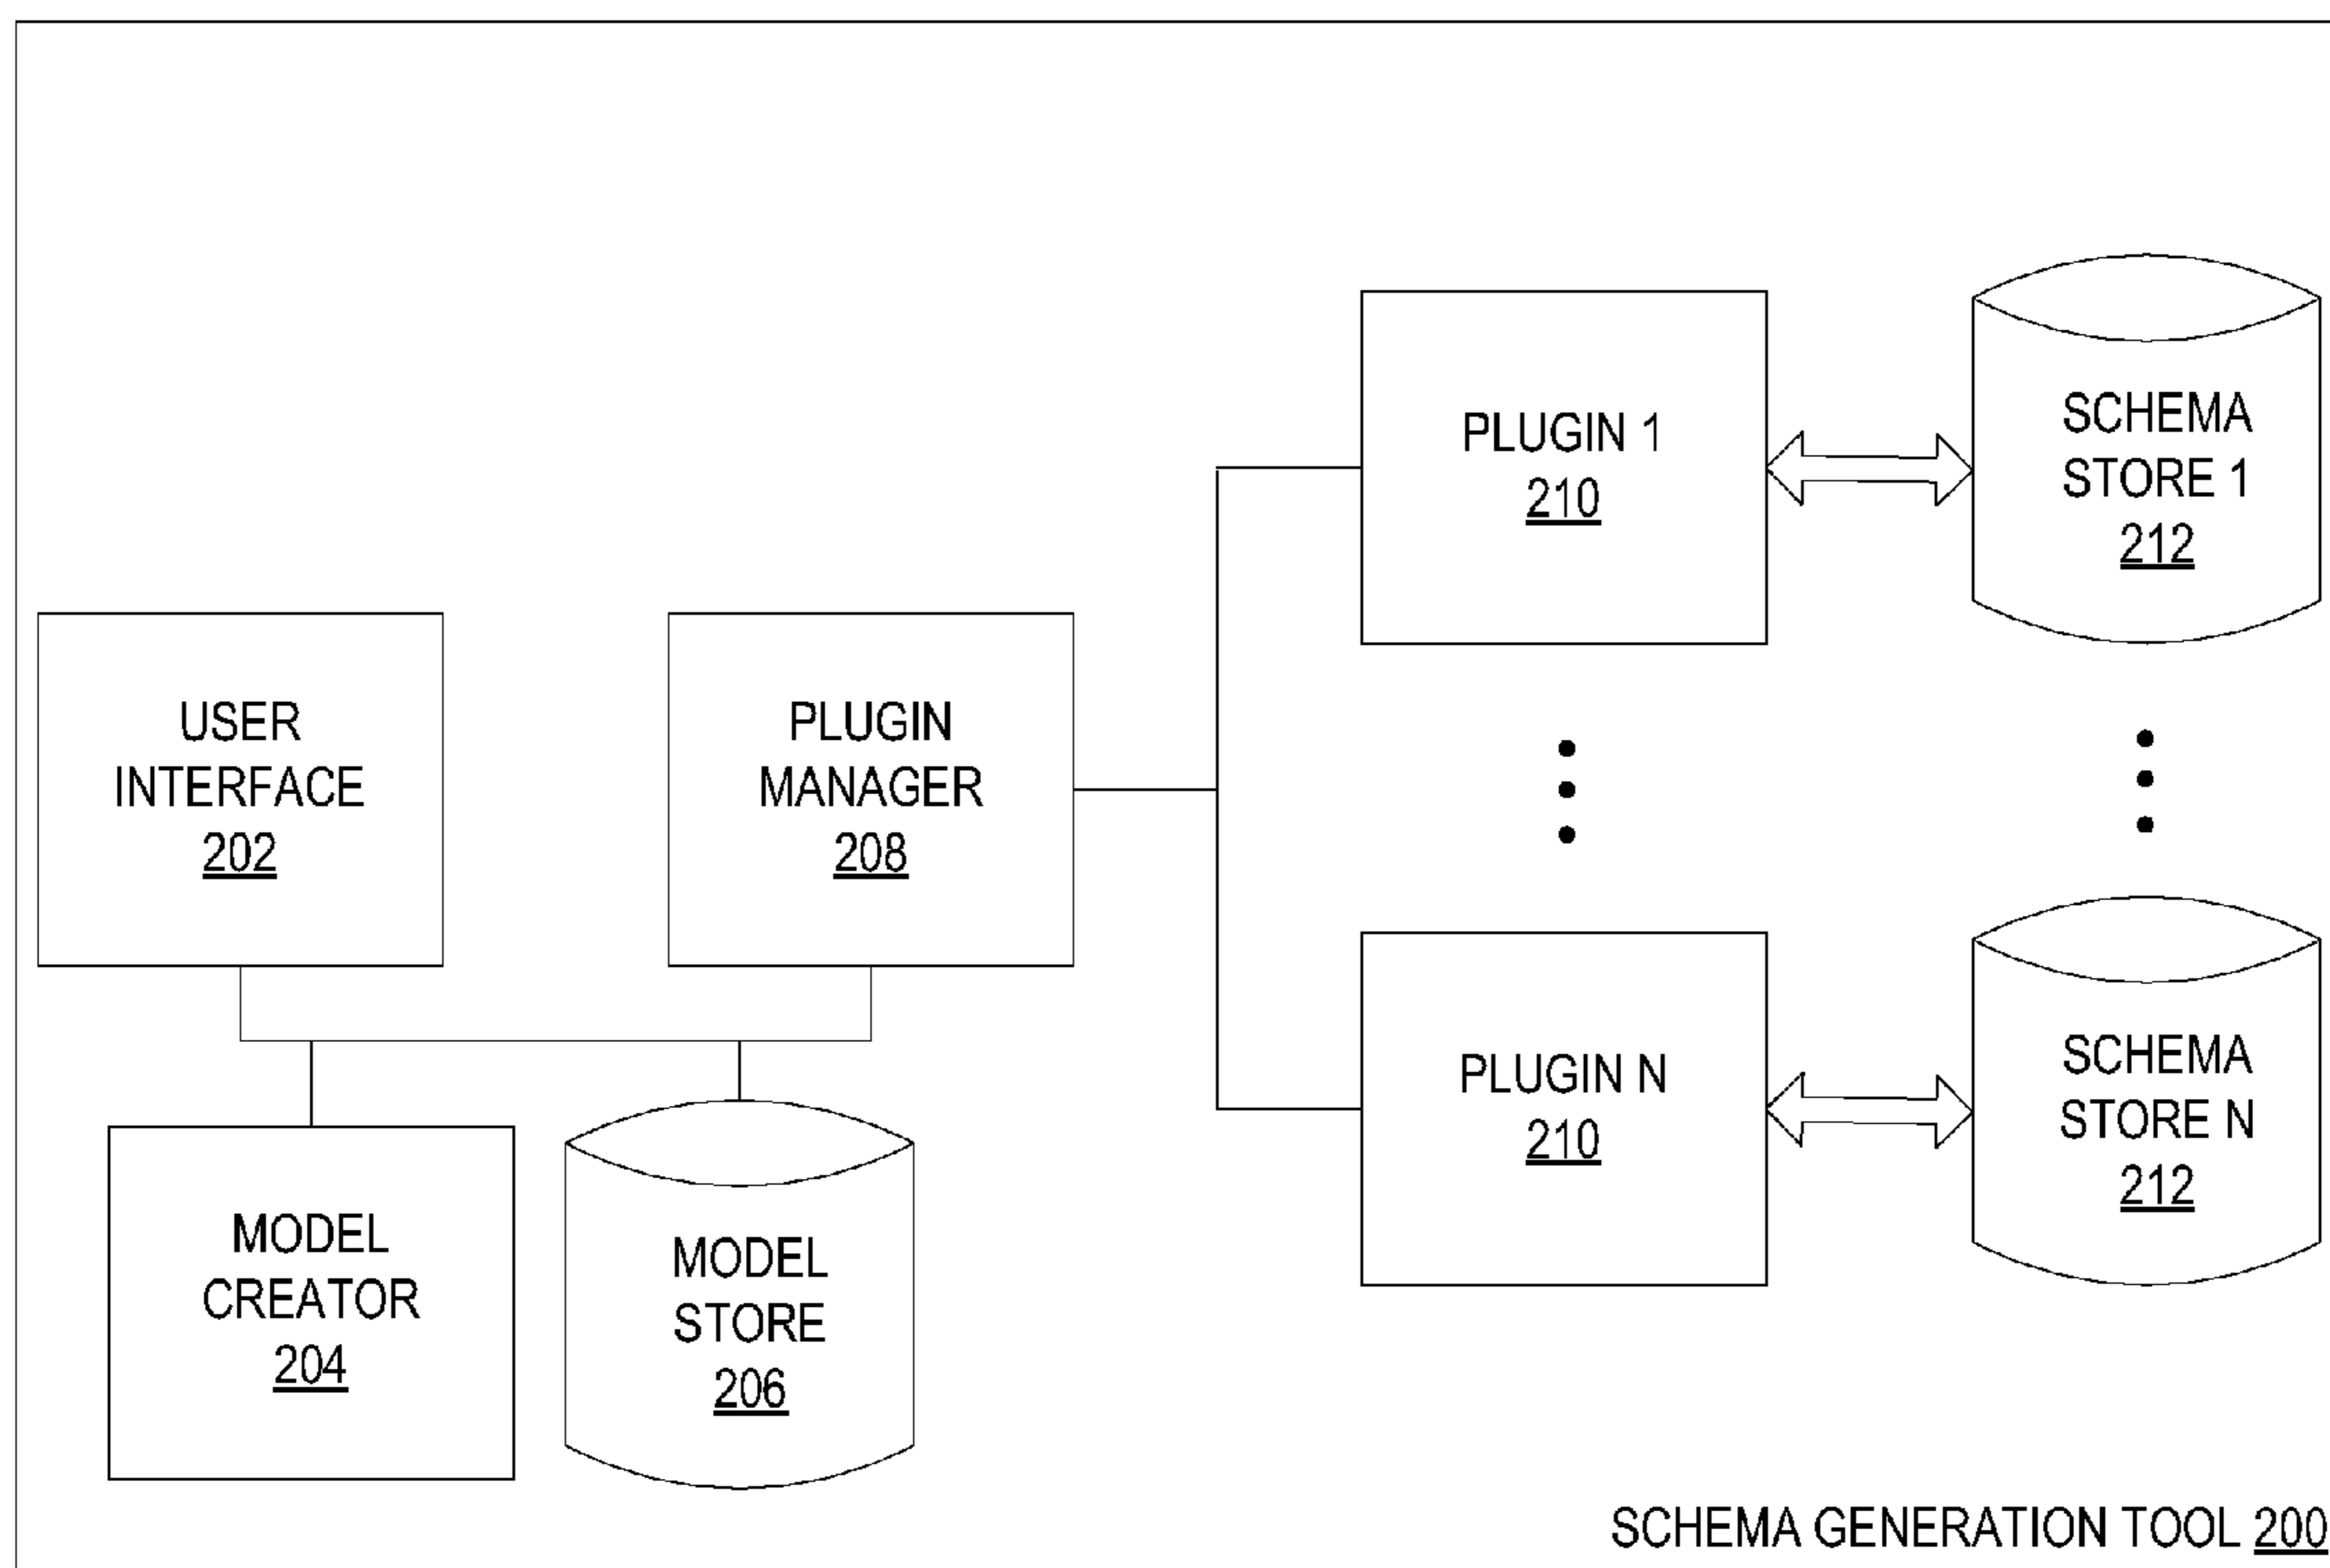 USER
INTERFACE
202
PLUGIN
MANAGER
208
MODEL
CREATOR
204
MODEL
STORE
206
PLUGIN 1
210
SCHEMA
STORE 1
212
PLUGIN N
210
SCHEMA
STORE N
212
SCHEMA GENERATION TOOL 200